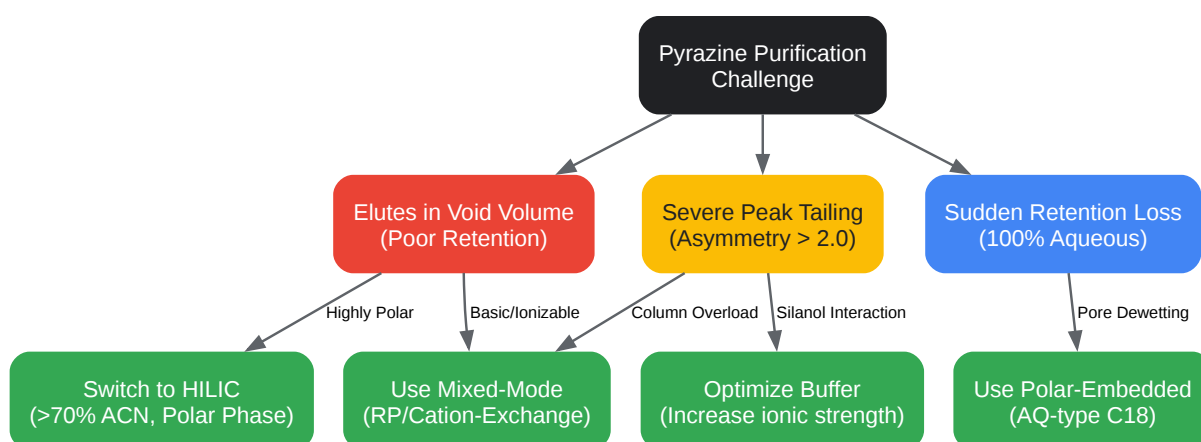 Pyrazine Purification
Challenge
Elutes in Void Volume
(Poor Retention)
Severe Peak Tailing
(Asymmetry > 2.0)
Sudden Retention Loss
(100% Aqueous)
Highly Polar
Basic/Ionizable
Column Overload
Silanol Interaction
Pore Dewetting
Switch to HILIC
(>70% ACN, Polar Phase)
Use Mixed-Mode
(RP/Cation-Exchange)
Optimize Buffer
(Increase ionic strength)
Use Polar-Embedded
(AQ-type C18)